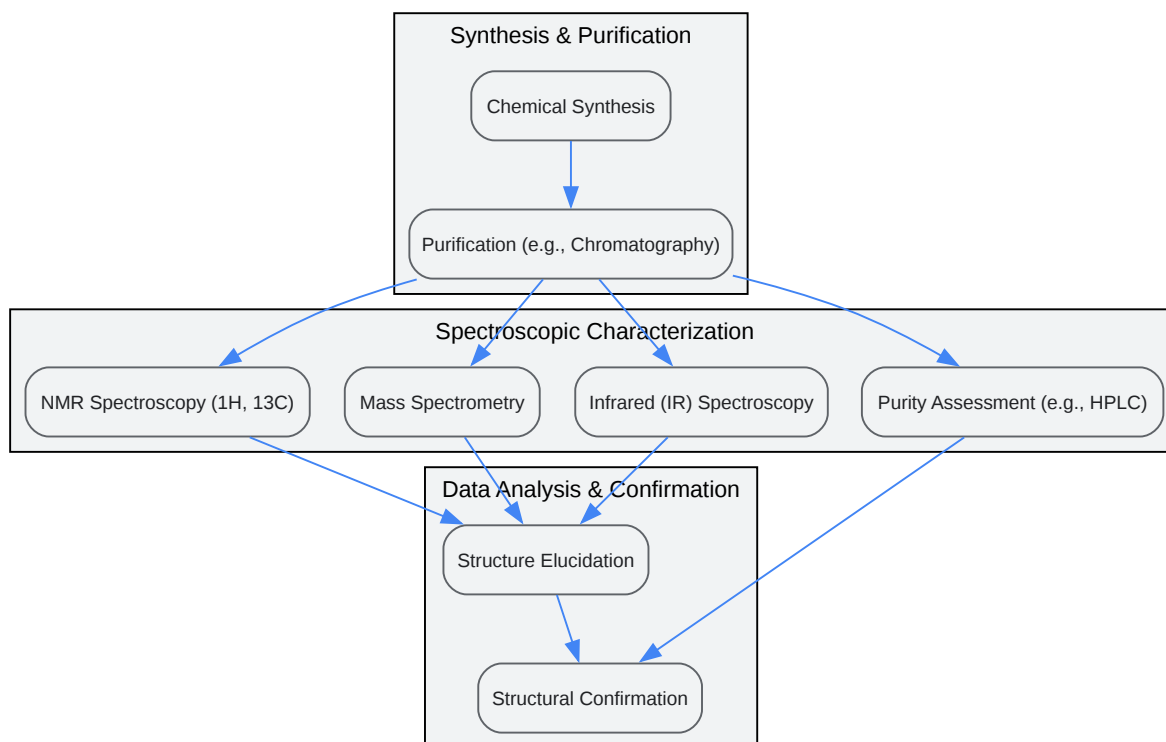 Synthesis & Purification
Chemical Synthesis
Purification (e.g., Chromatography)
Spectroscopic Characterization
NMR Spectroscopy (1H, 13C)
Mass Spectrometry
Infrared (IR) Spectroscopy
Purity Assessment (e.g., HPLC)
Data Analysis & Confirmation
Structure Elucidation
Structural Confirmation